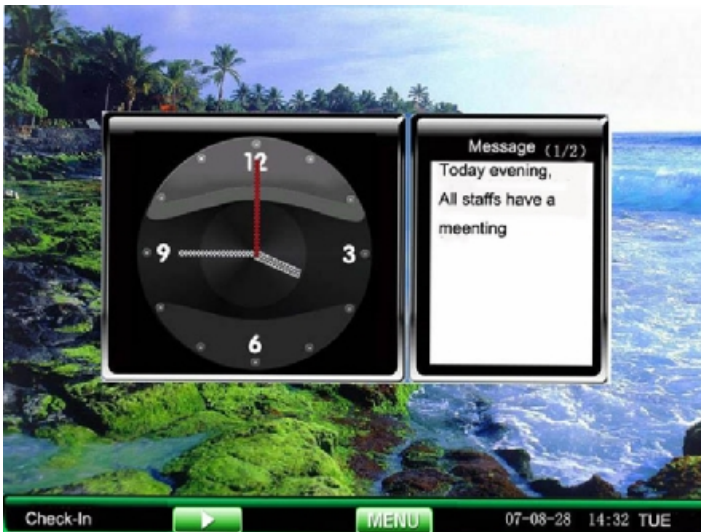 12
9
3
6
Message (1/2)
Today evening,
All staffs have a
meenting
Check-In
MENU
07-08-28 14:32 TUE